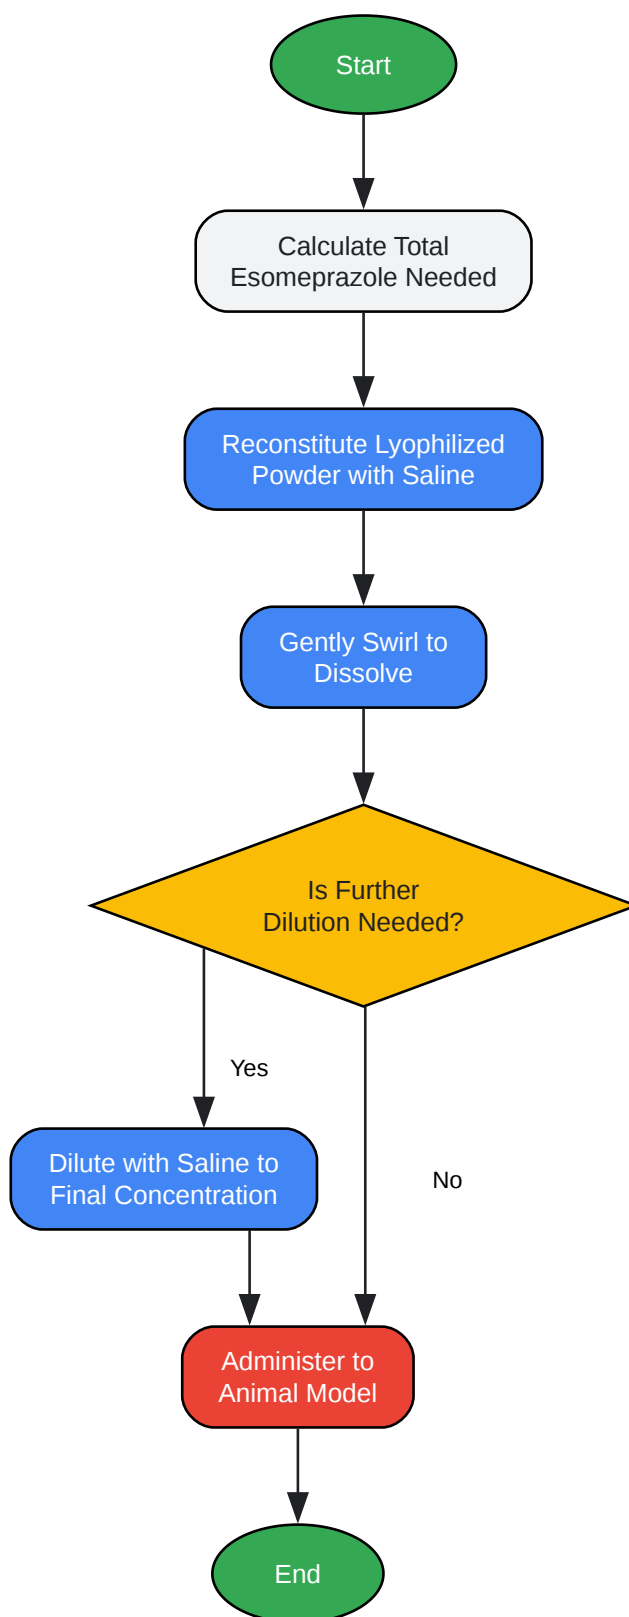 Start
Calculate Total
Esomeprazole Needed
Reconstitute Lyophilized
Powder with Saline
Gently Swirl to
Dissolve
Is Further
Dilution Needed?
Yes
Dilute with Saline to
Final Concentration
No
Administer to
Animal Model
End